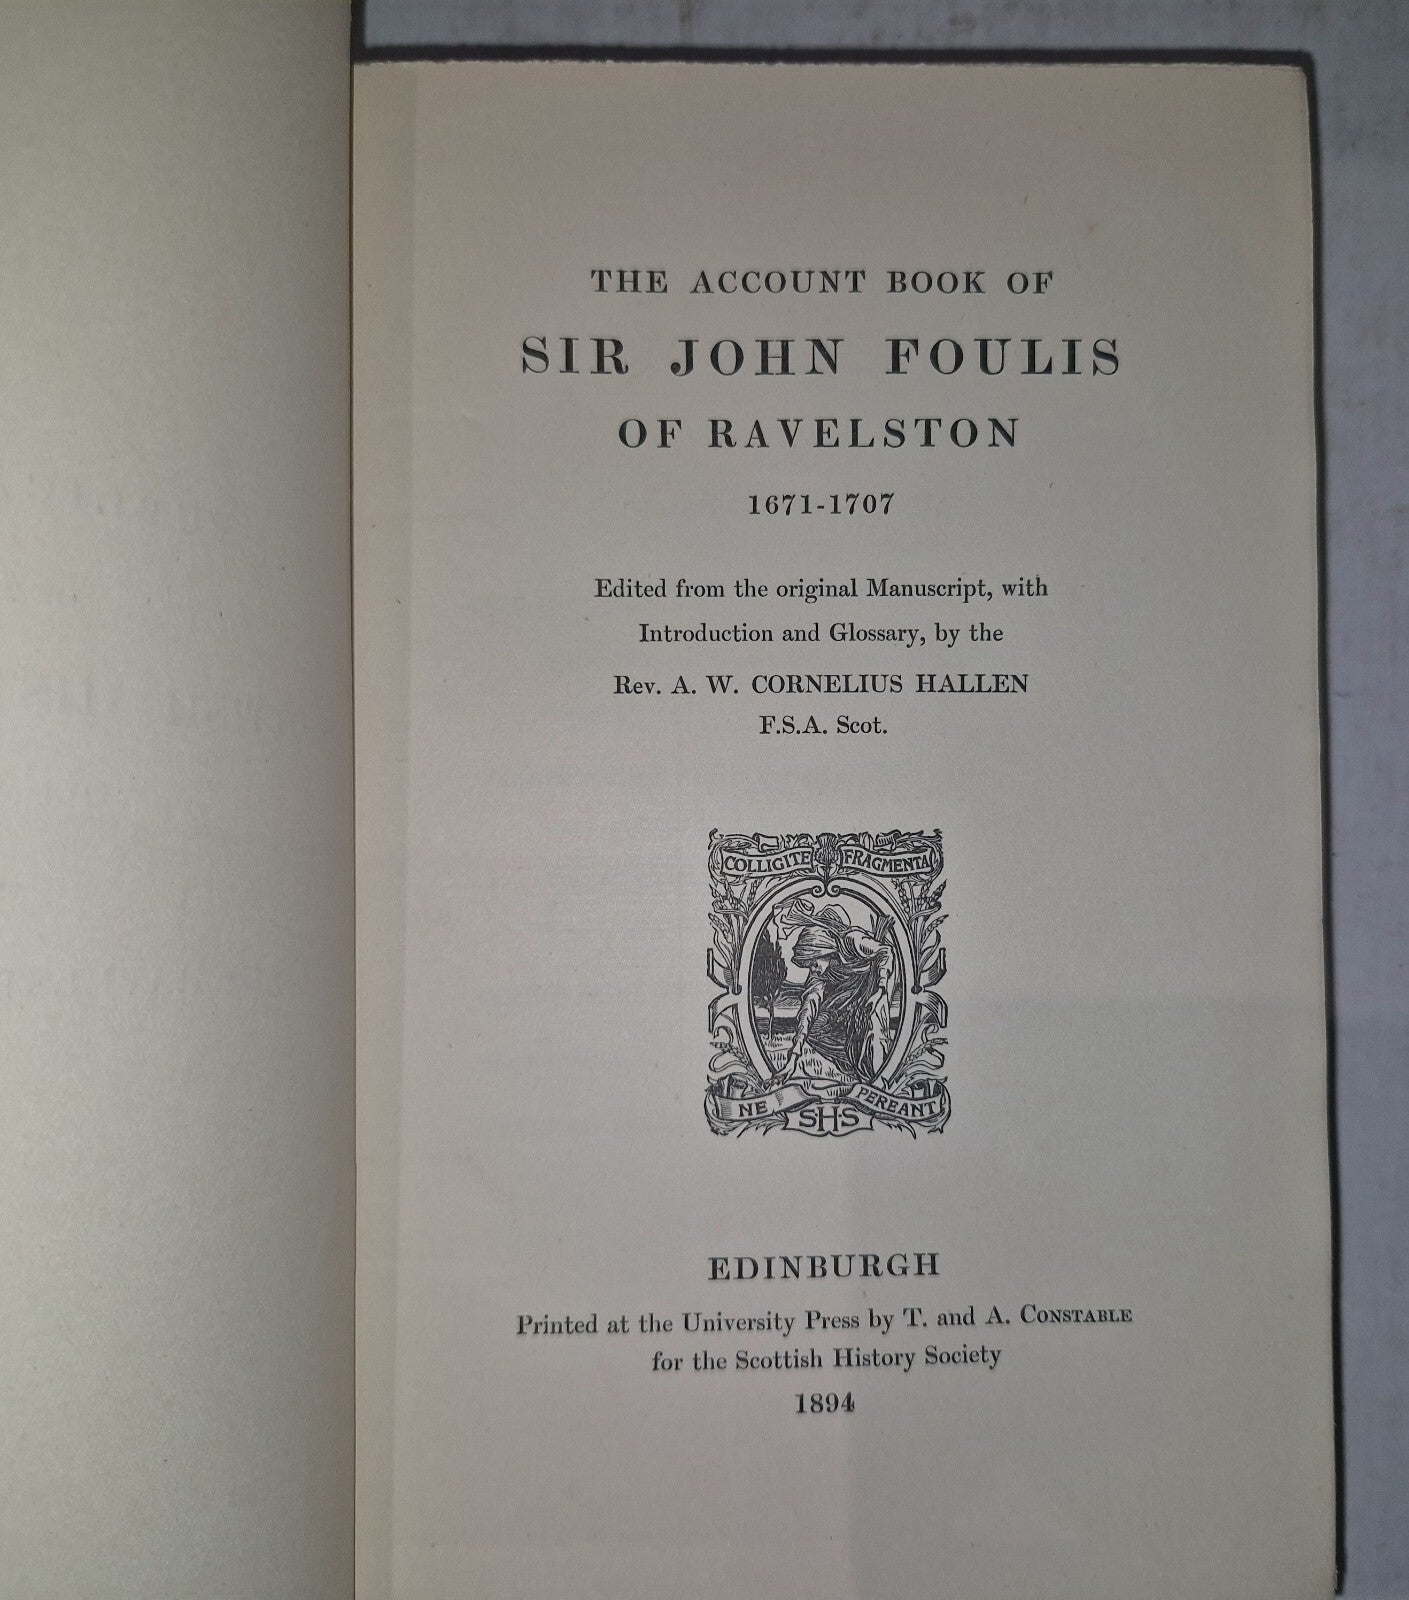 THE ACCOUNT BOOK OF
SIR JOHN FOULIS
OF RAVELSTON
1671-1707
Edited from the original Manuscript, with
Introduction and Glossary, by the
Rev. A. W. CORNELIUS HALLEN
F.S.A. Scot.
COLLIGITE FRAGMENTA
NE PEREANT
S·H·S
EDINBURGH
Printed at the University Press by T. and A. CONSTABLE
for the Scottish History Society
1894